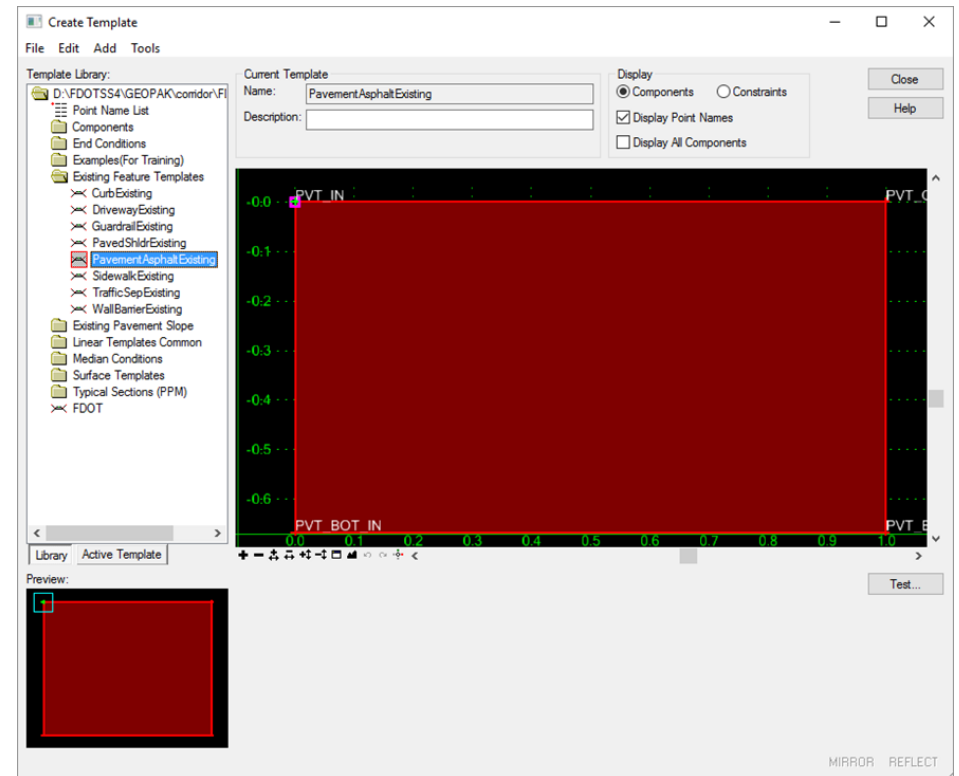 Create Template
File Edit Add Tools
Template Library:
D:\FDOTSS4\GEOPAK\corridor\Fl
Point Name List
Components
End Conditions
Examples(For Training)
Existing Feature Templates
CurbExisting
DrivewayExisting
GuardrailExisting
PavedShldrExisting
PavementAsphaltExisting
SidewalkExisting
TrafficSepExisting
WallBarrierExisting
Existing Pavement Slope
Linear Templates Common
Median Conditions
Surface Templates
Typical Sections (PPM)
FDOT
Library Active Template
Preview:
Current Template
Name: PavementAsphaltExisting
Description:
Display
Components Constraints
Display Point Names
Display All Components
Close
Help
PVT_IN PVT_
-0.0
-0.1
-0.2
-0.3
-0.4
-0.5
-0.6
PVT_BOT_IN PVT_
0.0 0.1 0.2 0.3 0.4 0.5 0.6 0.7 0.8 0.9 1.0
Test...
MIRROR REFLECT